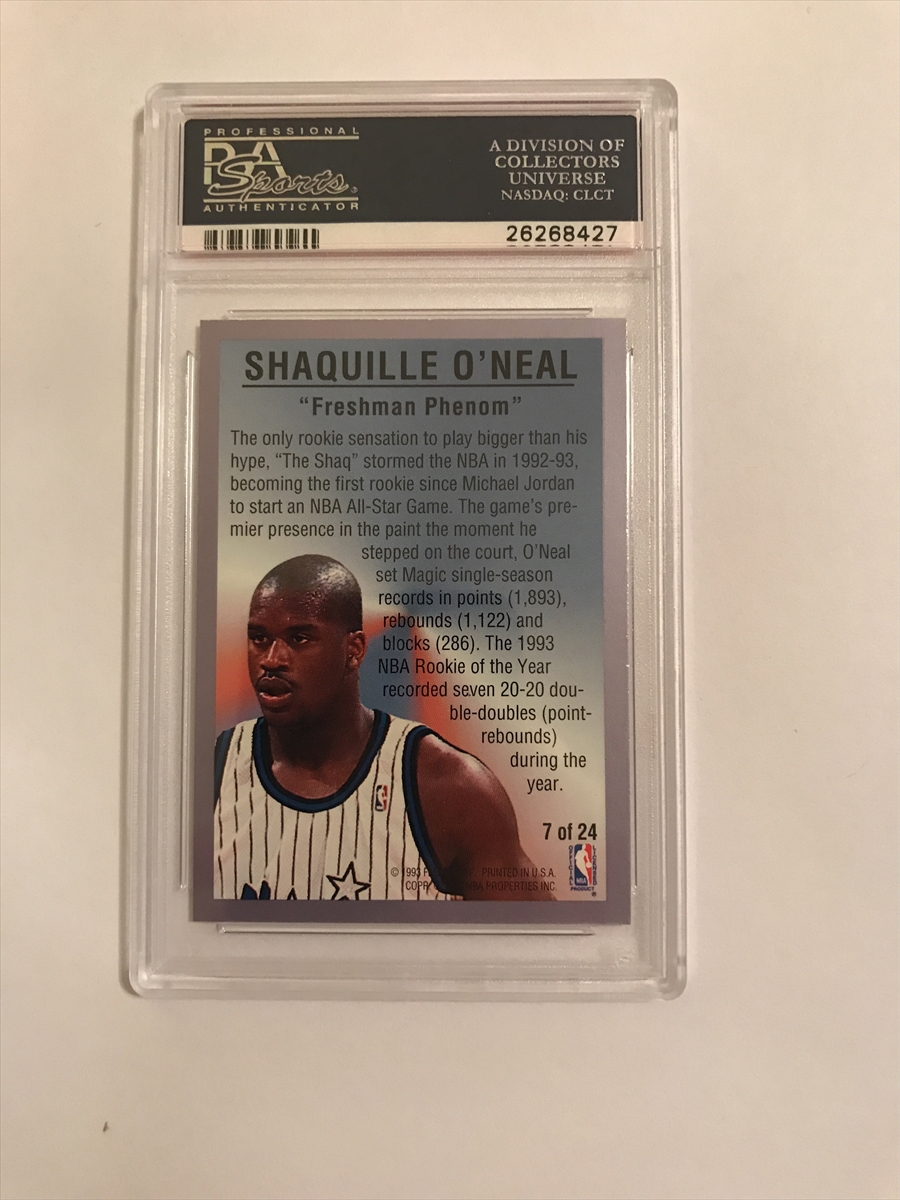 PROFESSIONAL
PSA
Sports
AUTHENTICATOR
A DIVISION OF
COLLECTORS
UNIVERSE
NASDAQ: CLCT
26268427
SHAQUILLE O'NEAL
“Freshman Phenom”
The only rookie sensation to play bigger than his
hype, “The Shaq” stormed the NBA in 1992-93,
becoming the first rookie since Michael Jordan
to start an NBA All-Star Game. The game's pre-
mier presence in the paint the moment he
stepped on the court, O'Neal
set Magic single-season
records in points (1,893),
rebounds (1,122) and
blocks (286). The 1993
NBA Rookie of the Year
recorded seven 20-20 dou-
ble-doubles (point-
rebounds)
during the
year.
7 of 24
© 1993 PRINTED IN U.S.A.
NBA PROPERTIES INC.
OFFICIAL LICENSED
NBA
PRODUCT